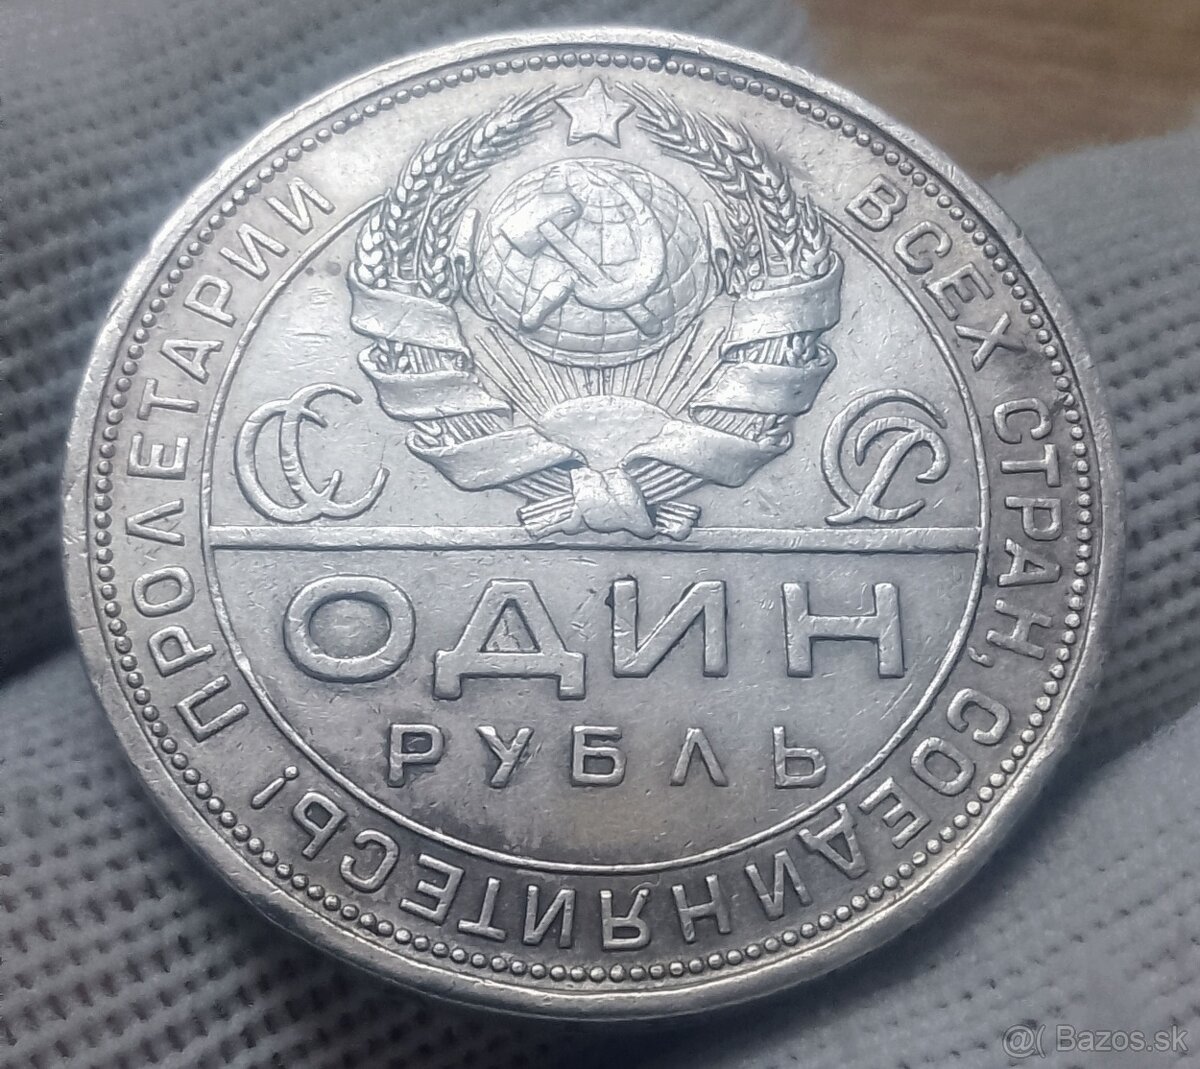 ПРОЛЕТАРИИ ВСЕХ СТРАН, СОЕДИНЯЙТЕСЬ!
СС СР
ОДИН
РУБЛЬ
@( Bazos.sk